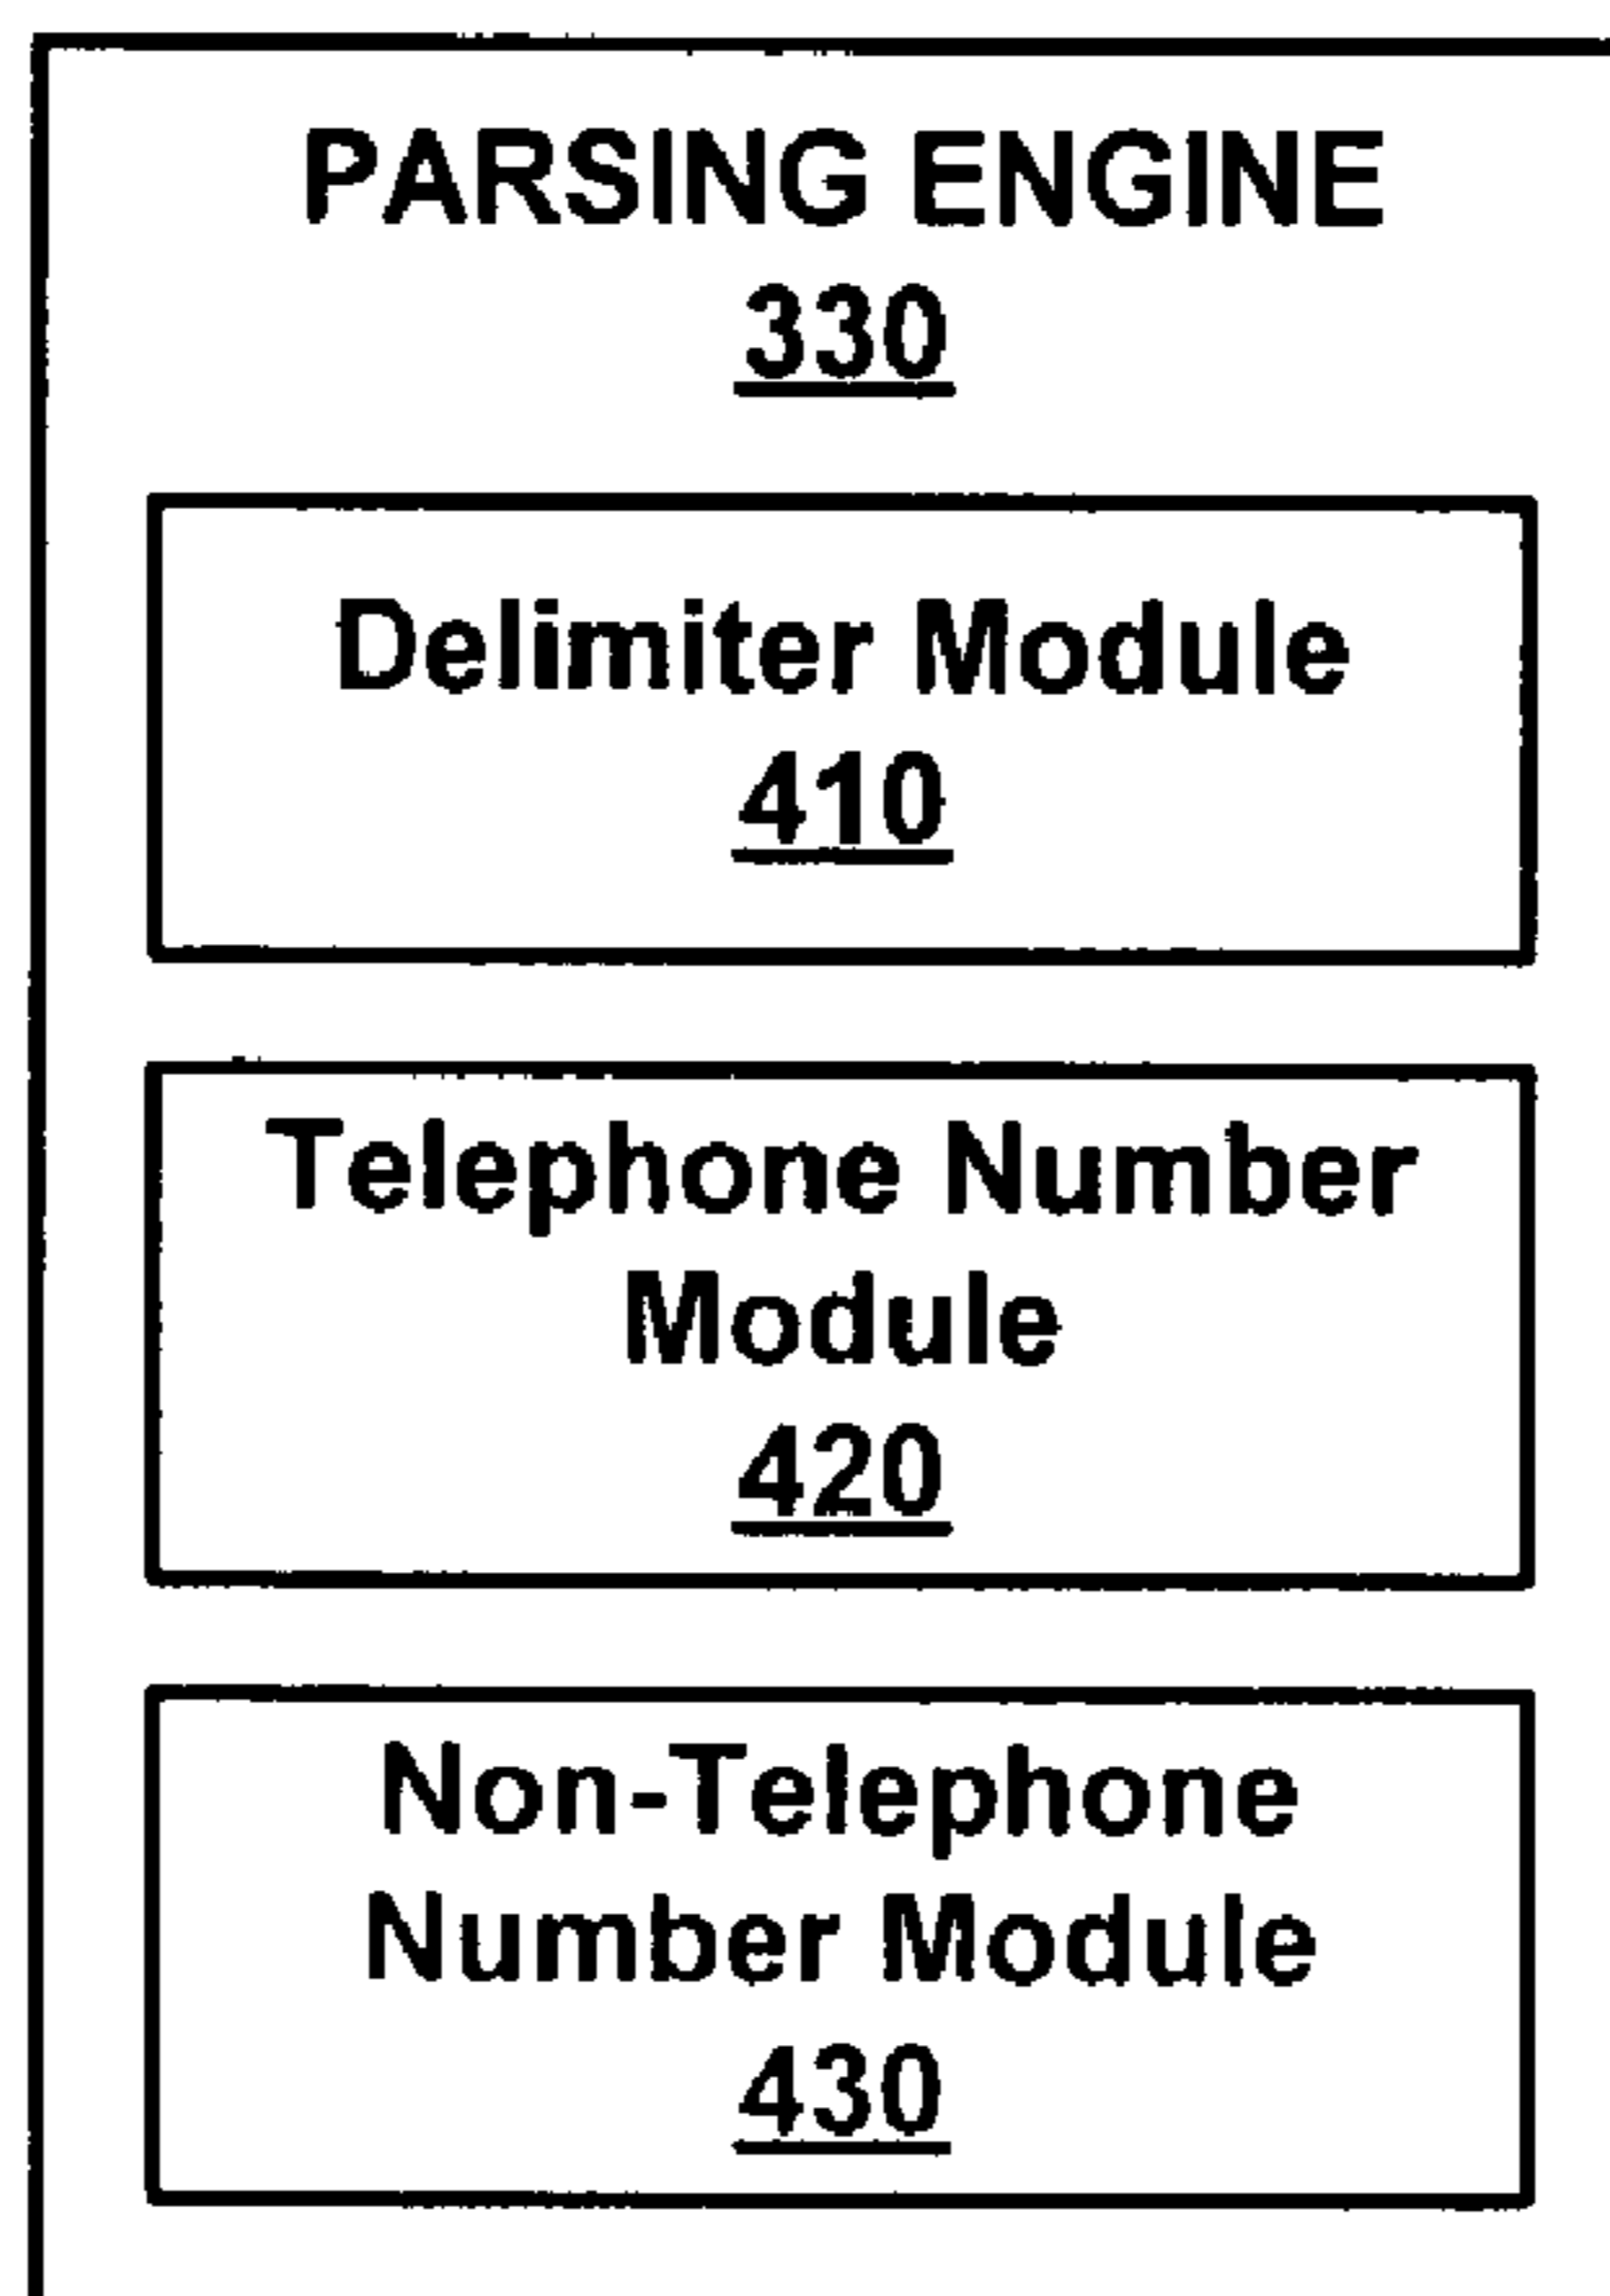 PARSING ENGINE
330
Delimiter Module
410
Telephone Number
Module
420
Non-Telephone
Number Module
430